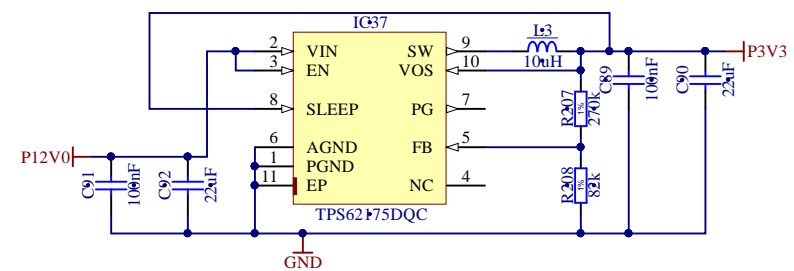 IC37
2 VIN SW 9 L3 P3V3
3 EN VOS 10 10uH
C89 100nF C90 22uF
8 SLEEP PG 7 R207 1% 270k
6 AGND FB 5
P12V0 1 PGND
C91 100nF C92 22uF
11 EP NC 4 R208 1% 82k
TPS62175DQC
GND